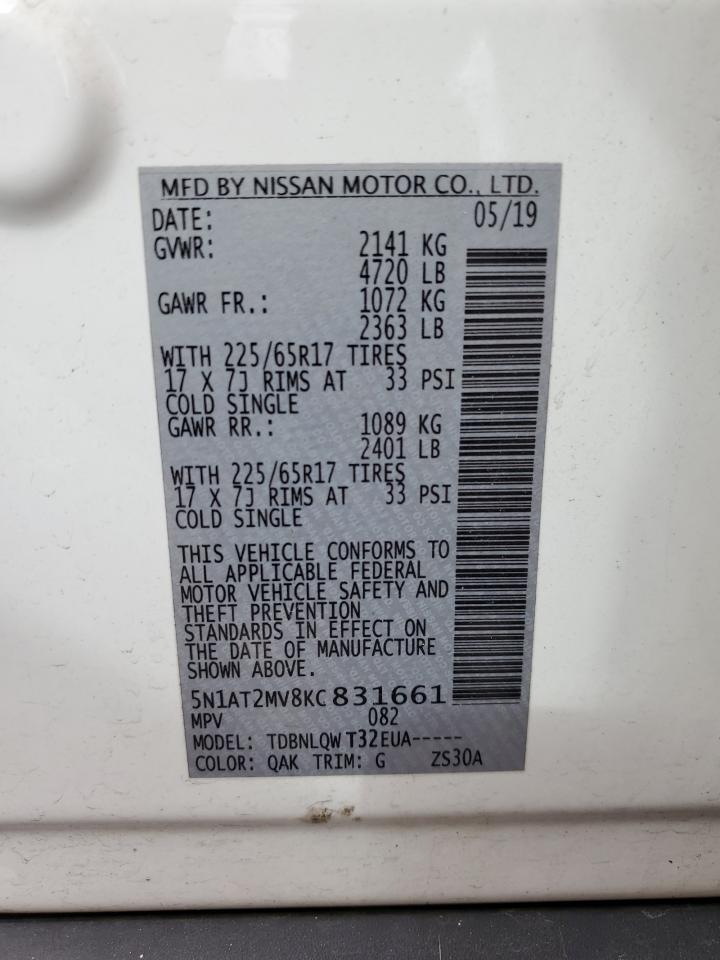 MFD BY NISSAN MOTOR CO., LTD.
DATE: 05/19
GVWR: 2141 KG
4720 LB
GAWR FR.: 1072 KG
2363 LB
WITH 225/65R17 TIRES
17 X 7J RIMS AT 33 PSI
COLD SINGLE
GAWR RR.: 1089 KG
2401 LB
WITH 225/65R17 TIRES
17 X 7J RIMS AT 33 PSI
COLD SINGLE
THIS VEHICLE CONFORMS TO
ALL APPLICABLE FEDERAL
MOTOR VEHICLE SAFETY AND
THEFT PREVENTION
STANDARDS IN EFFECT ON
THE DATE OF MANUFACTURE
SHOWN ABOVE.
5N1AT2MV8KC831661
MPV 082
MODEL: TDBNLQW T32EUA-----
COLOR: QAK TRIM: G ZS30A